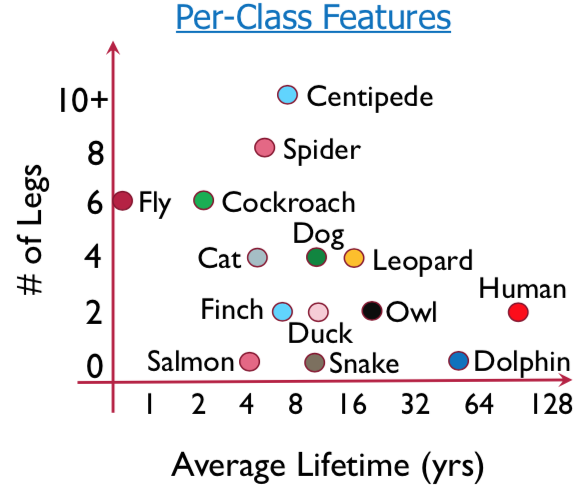 Per-Class Features
10+
Centipede
8
Spider
# of Legs
6
Fly
Cockroach
Dog
4
Cat
Leopard
Human
2
Finch
Owl
Duck
0
Salmon
Snake
Dolphin
1 2 4 8 16 32 64 128
Average Lifetime (yrs)